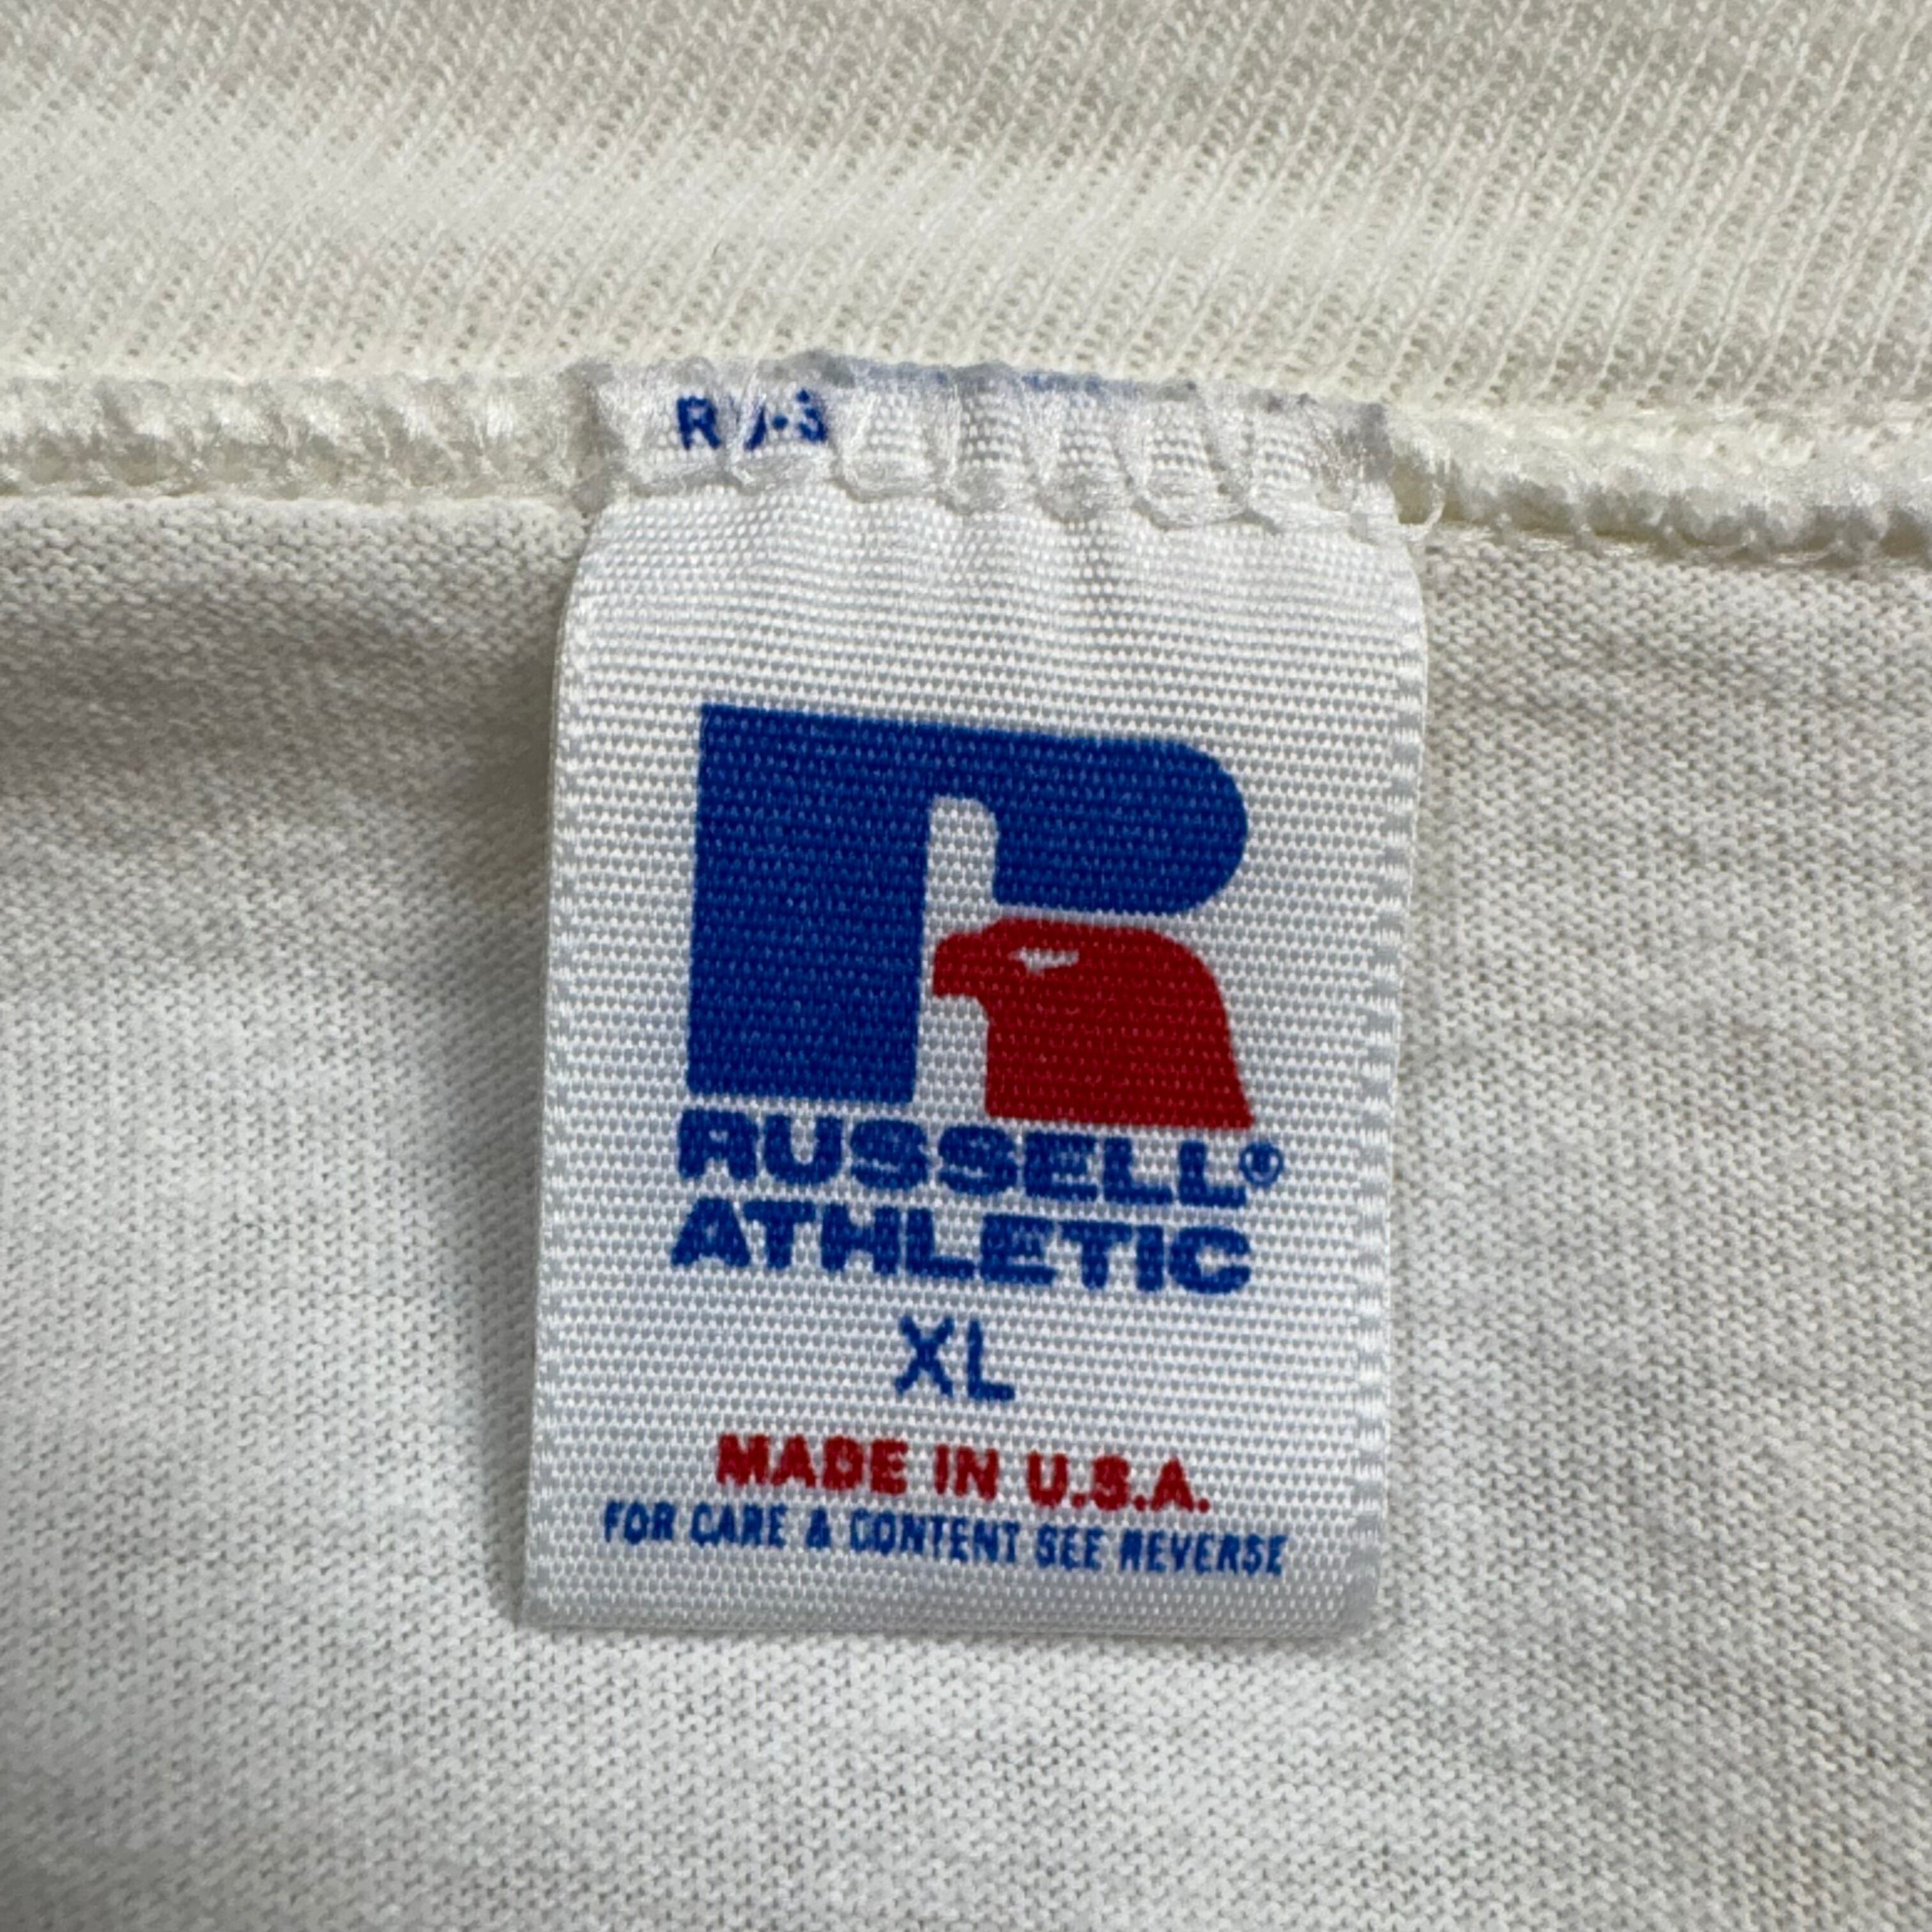 RUSSELL®
ATHLETIC
XL
MADE IN U.S.A.
FOR CARE & CONTENT SEE REVERSE